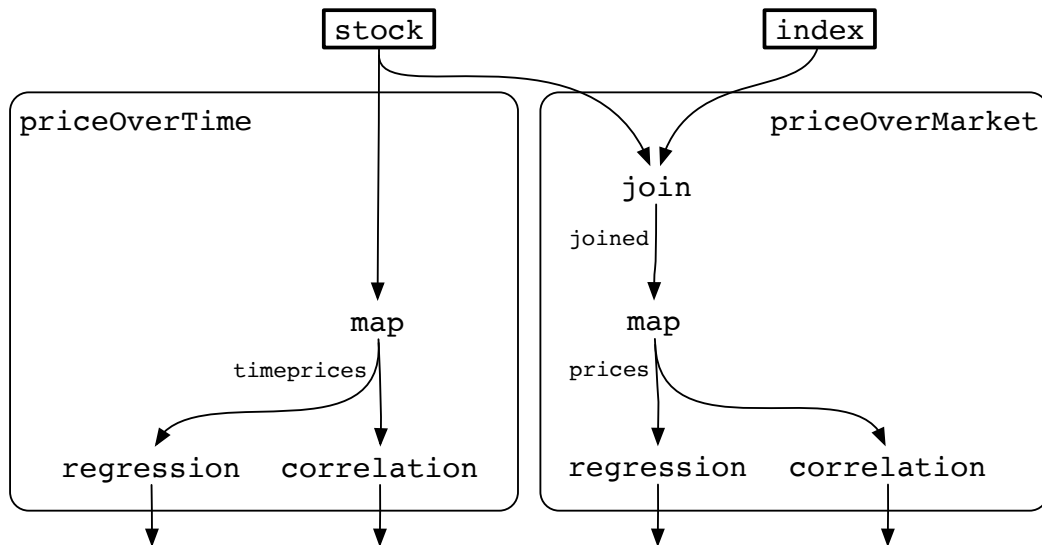 stock
index
priceOverTime
priceOverMarket
join
joined
map
map
timeprices
prices
regression
correlation
regression
correlation